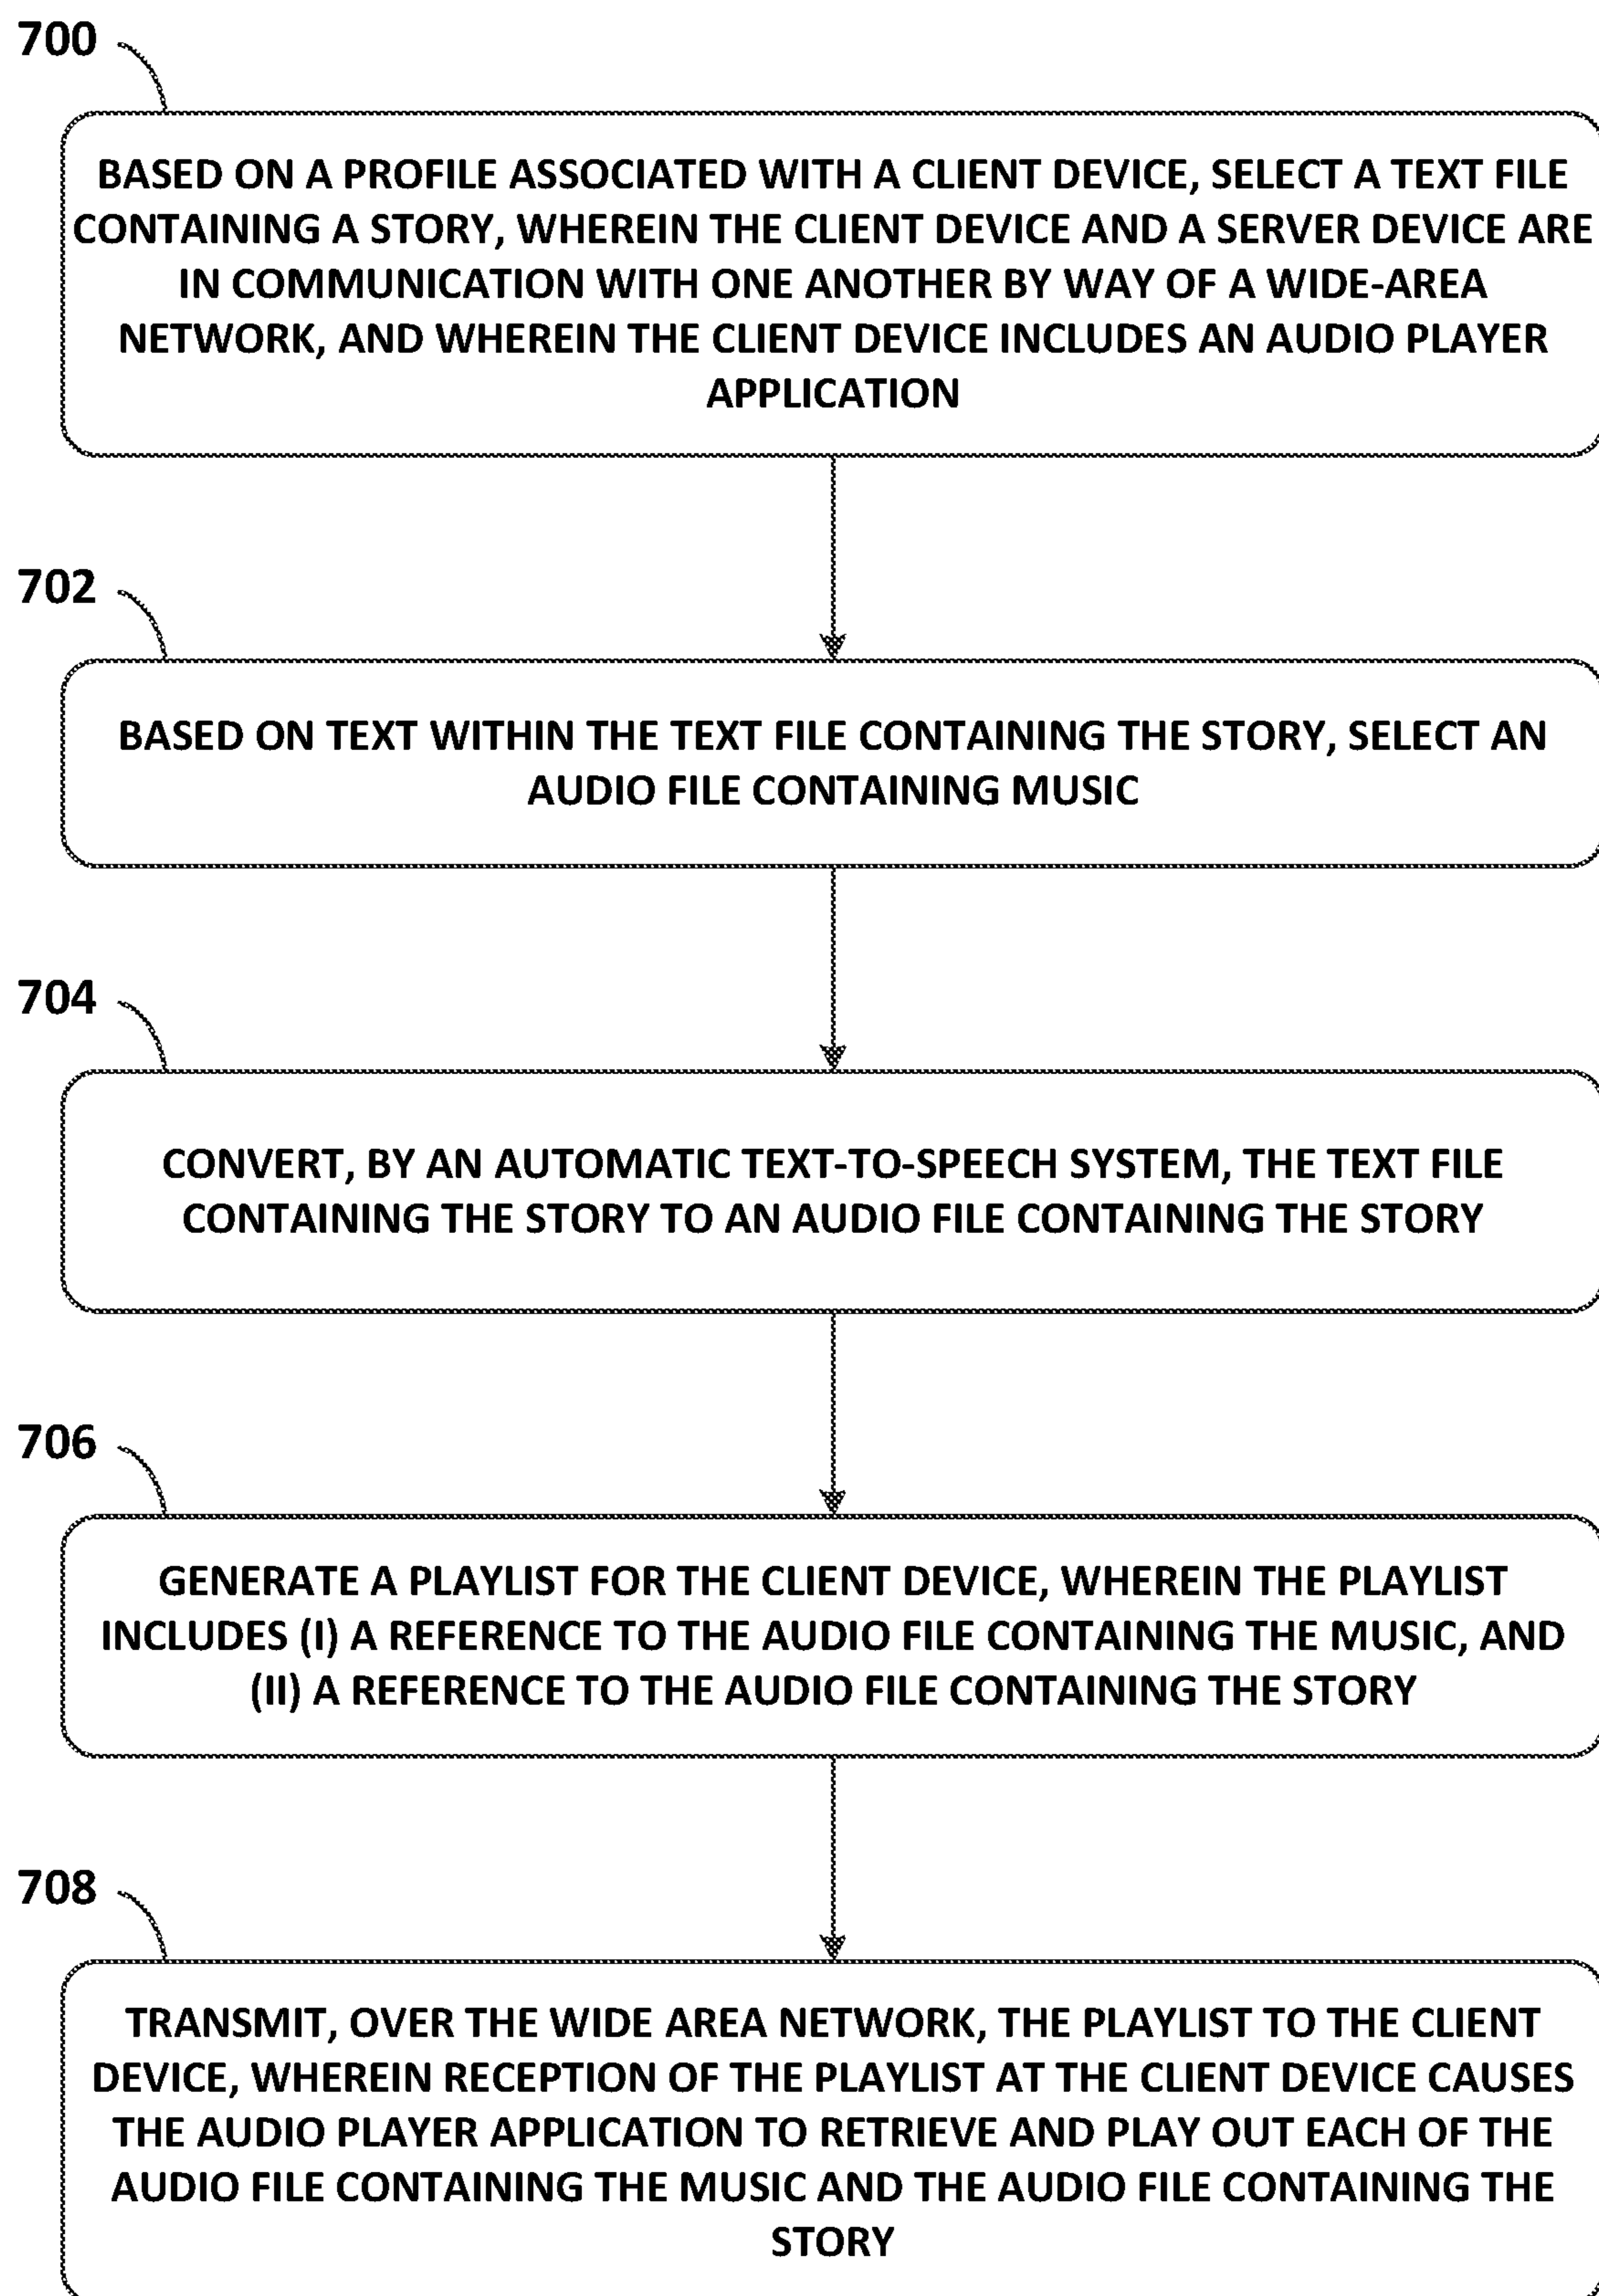 700
BASED ON A PROFILE ASSOCIATED WITH A CLIENT DEVICE, SELECT A TEXT FILE
CONTAINING A STORY, WHEREIN THE CLIENT DEVICE AND A SERVER DEVICE ARE
IN COMMUNICATION WITH ONE ANOTHER BY WAY OF A WIDE-AREA
NETWORK, AND WHEREIN THE CLIENT DEVICE INCLUDES AN AUDIO PLAYER
APPLICATION
702
BASED ON TEXT WITHIN THE TEXT FILE CONTAINING THE STORY, SELECT AN
AUDIO FILE CONTAINING MUSIC
704
CONVERT, BY AN AUTOMATIC TEXT-TO-SPEECH SYSTEM, THE TEXT FILE
CONTAINING THE STORY TO AN AUDIO FILE CONTAINING THE STORY
706
GENERATE A PLAYLIST FOR THE CLIENT DEVICE, WHEREIN THE PLAYLIST
INCLUDES (I) A REFERENCE TO THE AUDIO FILE CONTAINING THE MUSIC, AND
(II) A REFERENCE TO THE AUDIO FILE CONTAINING THE STORY
708
TRANSMIT, OVER THE WIDE AREA NETWORK, THE PLAYLIST TO THE CLIENT
DEVICE, WHEREIN RECEPTION OF THE PLAYLIST AT THE CLIENT DEVICE CAUSES
THE AUDIO PLAYER APPLICATION TO RETRIEVE AND PLAY OUT EACH OF THE
AUDIO FILE CONTAINING THE MUSIC AND THE AUDIO FILE CONTAINING THE
STORY